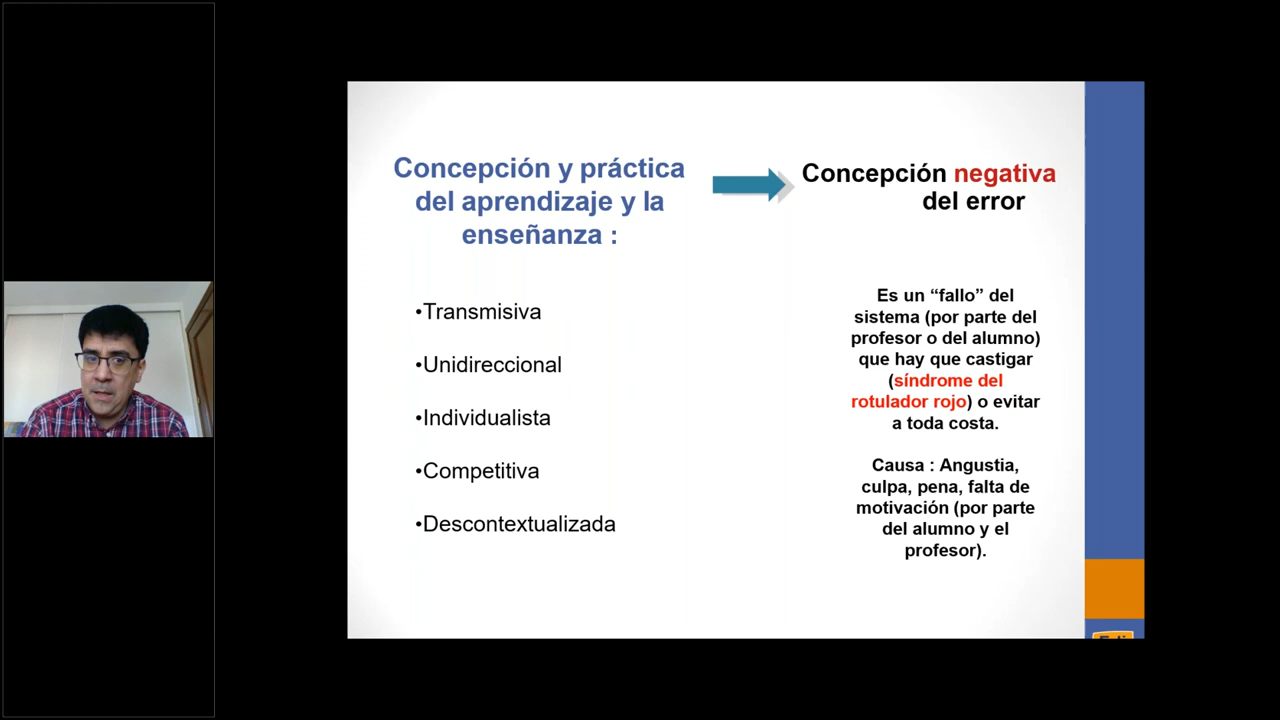 Concepción y práctica
del aprendizaje y la
enseñanza :
•Transmisiva
•Unidireccional
•Individualista
•Competitiva
•Descontextualizada
Concepción negativa
del error
Es un “fallo” del
sistema (por parte del
profesor o del alumno)
que hay que castigar
(síndrome del
rotulador rojo) o evitar
a toda costa.
Causa : Angustia,
culpa, pena, falta de
motivación (por parte
del alumno y el
profesor).